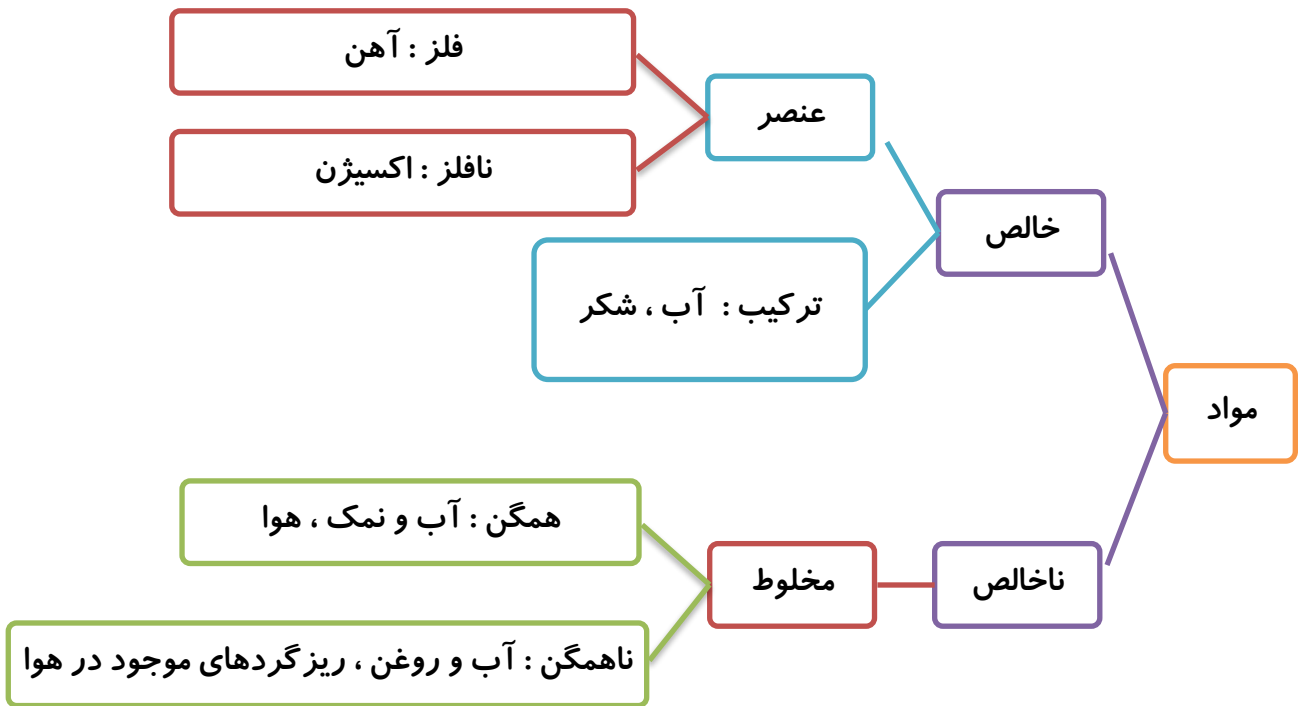 مواد
خالص
عنصر
فلز : آهن
نافلز : اکسیژن
ترکیب : آب ، شکر
ناخالص
مخلوط
همگن : آب و نمک ، هوا
ناهمگن : آب و روغن ، ریزگردهای موجود در هوا